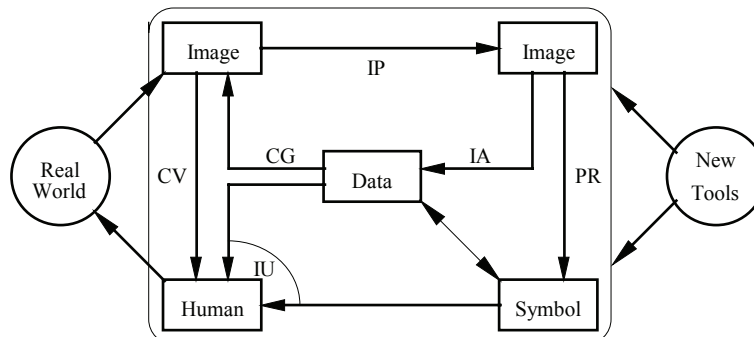 Image
Image
IP
Real
World
CV
CG
Data
IA
PR
New
Tools
IU
Human
Symbol